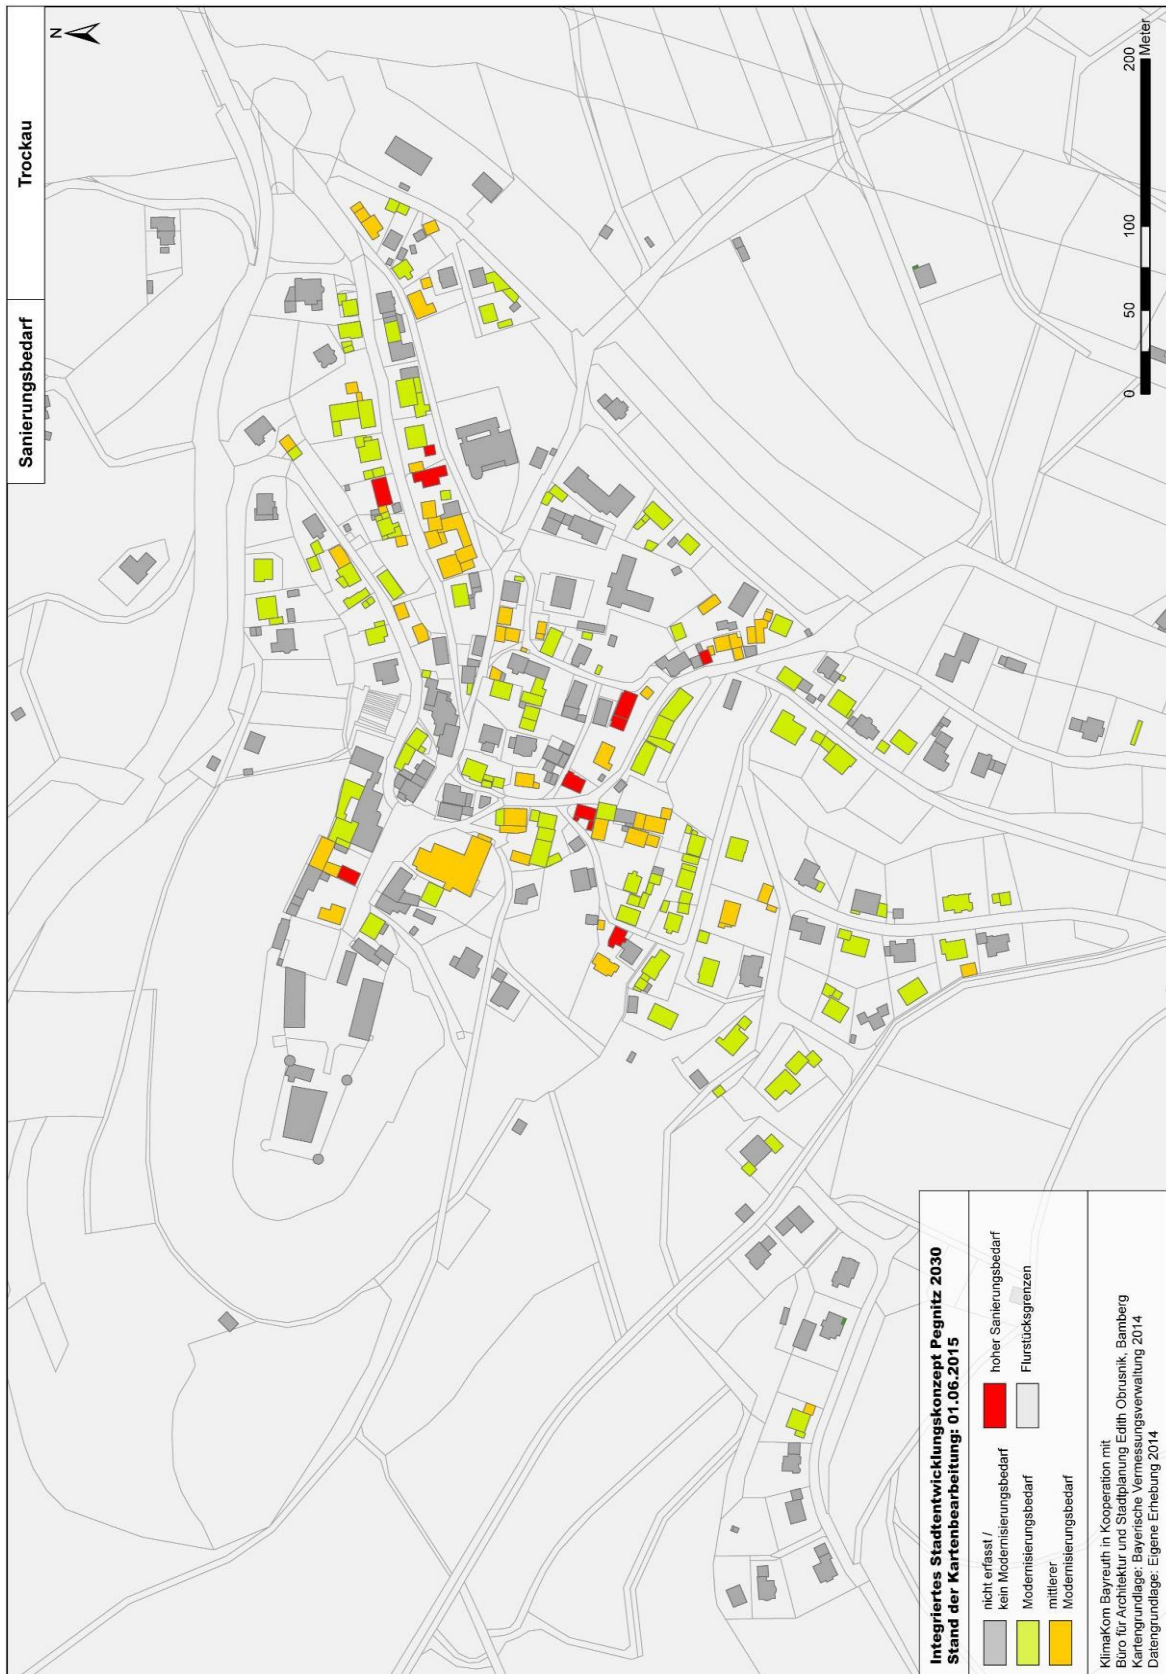 Sanierungsbedarf
Trockau
N
0
50
100
200
Meter
Integriertes Stadtentwicklungskonzept Pegnitz 2030
Stand der Kartenbearbeitung: 01.06.2015
nicht erfasst /
kein Modernisierungsbedarf
Modernisierungsbedarf
mittlerer
Modernisierungsbedarf
hoher Sanierungsbedarf
Flurstücksgrenzen
KlimaKom Bayreuth in Kooperation mit
Büro für Architektur und Stadtplanung Edith Obrusnik, Bamberg
Kartengrundlage: Bayerische Vermessungsverwaltung 2014
Datengrundlage: Eigene Erhebung 2014